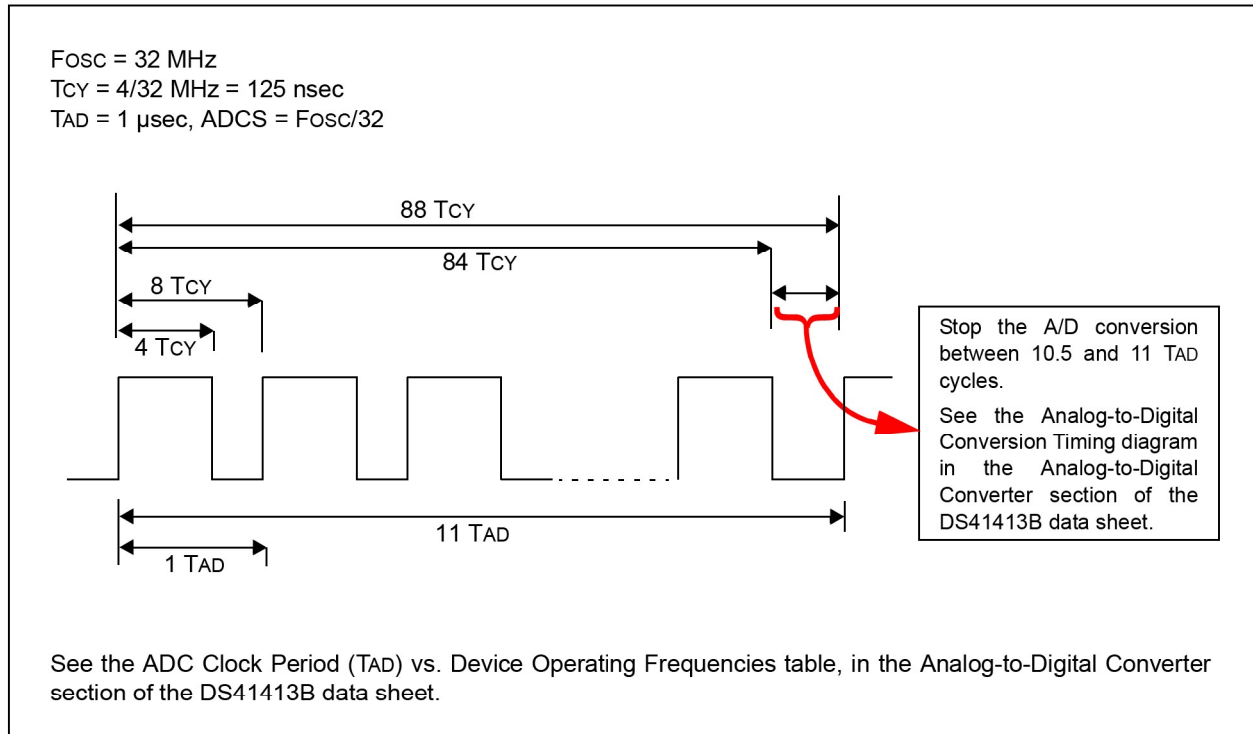 FOSC = 32 MHz
TCY = 4/32 MHz = 125 nsec
TAD = 1 μsec, ADCS = FOSC/32
88 TCY
84 TCY
8 TCY
4 TCY
Stop the A/D conversion
between 10.5 and 11 TAD
cycles.
See the Analog-to-Digital
Conversion Timing diagram
in the Analog-to-Digital
Converter section of the
DS41413B data sheet.
11 TAD
1 TAD
See the ADC Clock Period (TAD) vs. Device Operating Frequencies table, in the Analog-to-Digital Converter
section of the DS41413B data sheet.